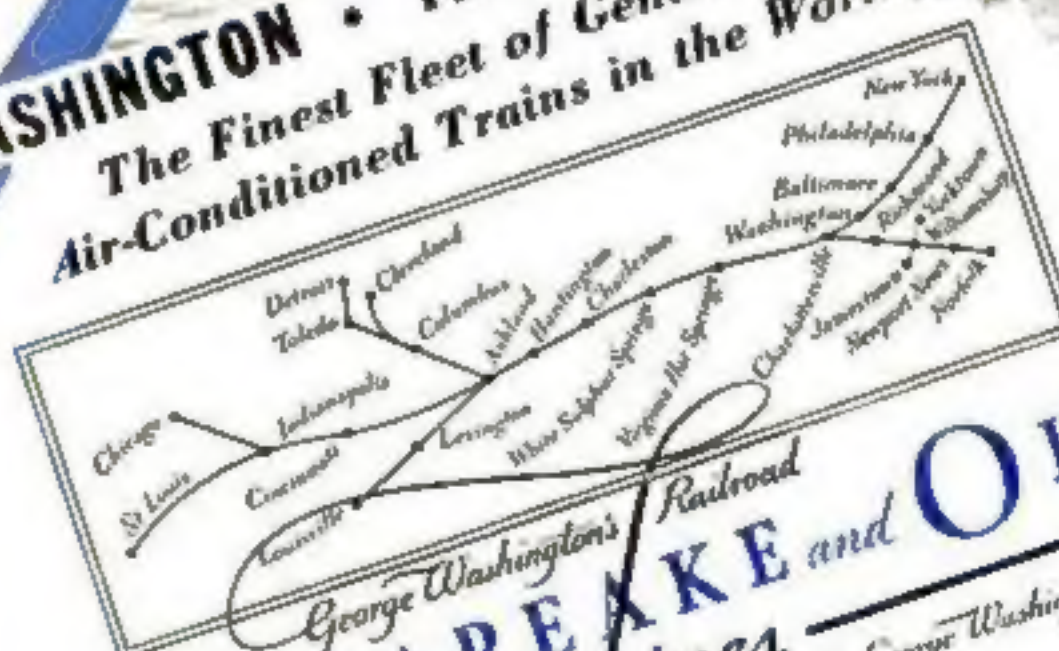 WASHINGTON •
The Finest Fleet of
Air-Conditioned Trains in the
New York
Philadelphia
Baltimore
Washington
Richmond
Yorktown
Williamsburg
Detroit
Cleveland
Toledo
Columbus
Ashland
Huntington
Charleston
Charlottesville
Jamestown
Newport News
Norfolk
Chicago
Indianapolis
Lexington
White Sulphur Springs
Virginia Hot Springs
St Louis
Cincinnati
Louisville
George Washington's Railroad
PEAKE and O